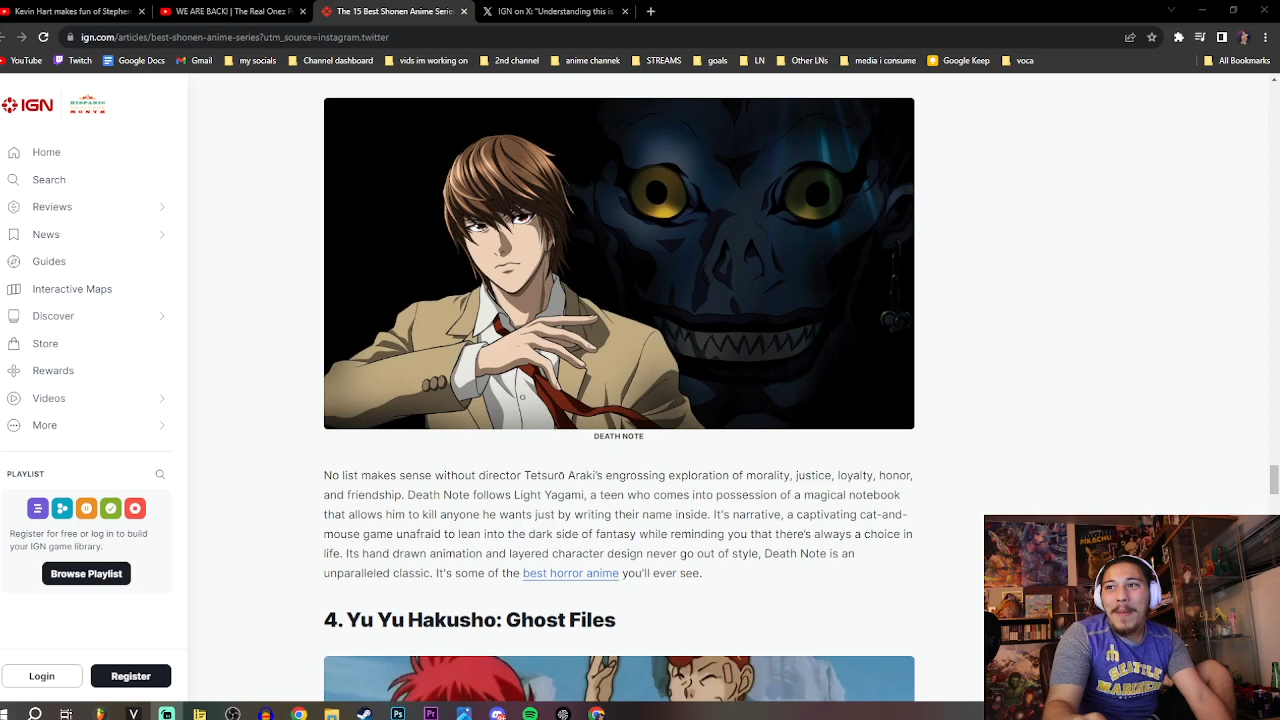 Kevin Hart makes fun of Stephen
WE ARE BACK! | The Real Onez P
The 15 Best Shonen Anime Series
IGN on X: "Understanding this is
ign.com/articles/best-shonen-anime-series?utm_source=instagram.twitter
YouTube
Twitch
Google Docs
Gmail
my socials
Channel dashboard
vids im working on
2nd channel
anime channel
STREAMS
goals
LN
Other LNs
media i consume
Google Keep
voca
All Bookmarks
IGN
HISPANIC
MONTH
Home
Search
Reviews
News
Guides
Interactive Maps
Discover
Store
Rewards
Videos
More
PLAYLIST
Register for free or log in to build
your IGN game library.
Browse Playlist
Login
Register
DEATH NOTE
No list makes sense without director Tetsurō Araki's engrossing exploration of morality, justice, loyalty, honor,
and friendship. Death Note follows Light Yagami, a teen who comes into possession of a magical notebook
that allows him to kill anyone he wants just by writing their name inside. It's narrative, a captivating cat-and-
mouse game unafraid to lean into the dark side of fantasy while reminding you that there's always a choice in
life. Its hand drawn animation and layered character design never go out of style, Death Note is an
unparalleled classic. It's some of the best horror anime you'll ever see.
4. Yu Yu Hakusho: Ghost Files
PIKACHU
SEATTLE
MARINERS